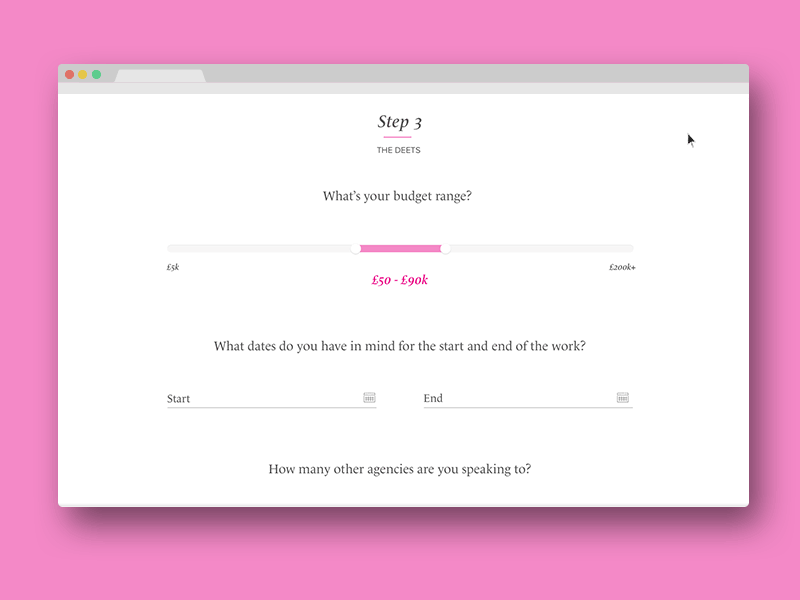 Step 3
THE DEETS
What's your budget range?
£5k
£200k+
£50 - £90k
What dates do you have in mind for the start and end of the work?
Start
End
How many other agencies are you speaking to?